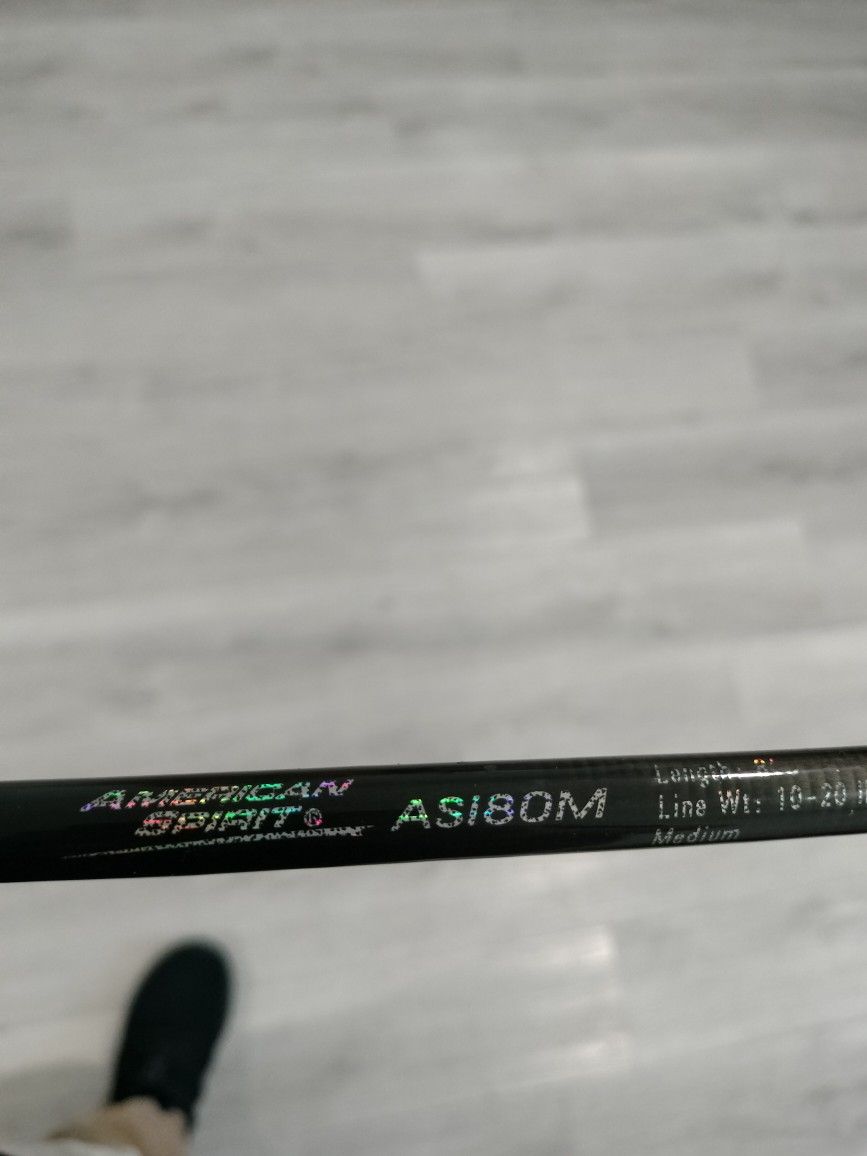 AMERICAN
SPIRIT®
ASI80M
Length:
Line Wt: 10-20
Medium